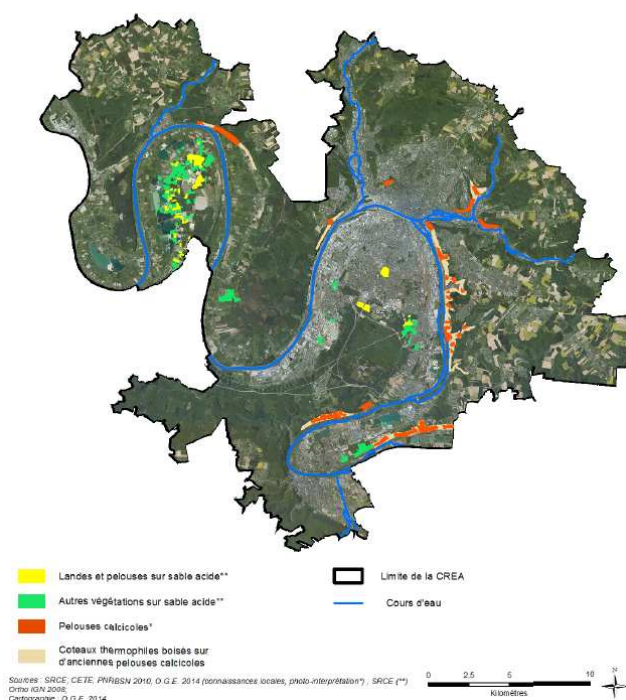 Landes et pelouses sur sable acide**
Limite de la CREA
Autres végétations sur sable acide**
Cours d'eau
Pelouses calcicoles*
Coteaux thermophiles boisés sur
d'anciennes pelouses calcicoles
Sources : SRCE, CETE, PNRBSN 2010, O.G.E. 2014 (connaissances locales, photo-interprétation*) , SRCE (**)
Ortho IGN 2008,
Cartographie : O.G.E. 2014
0 2,5 5 10
Kilomètres
N